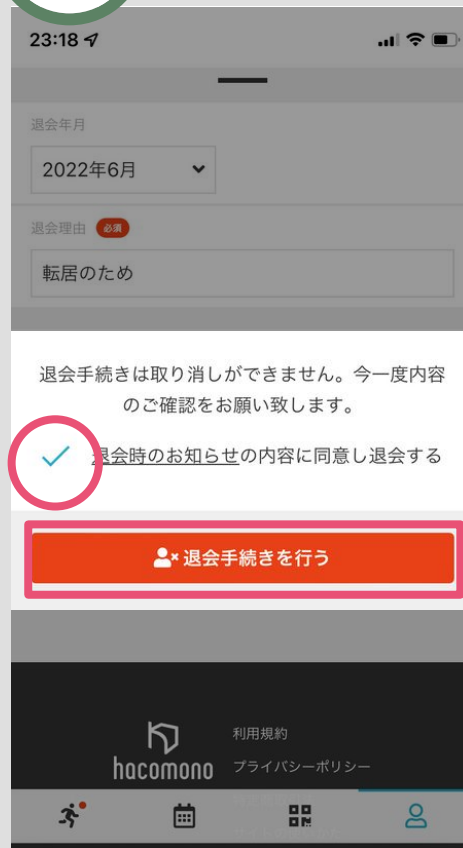 23:18
退会年月
2022年6月
退会理由 必須
転居のため
退会手続きは取り消しができません。今一度内容
のご確認をお願い致します。
退会時のお知らせの内容に同意し退会する
退会手続きを行う
利用規約
hacomono プライバシーポリシー